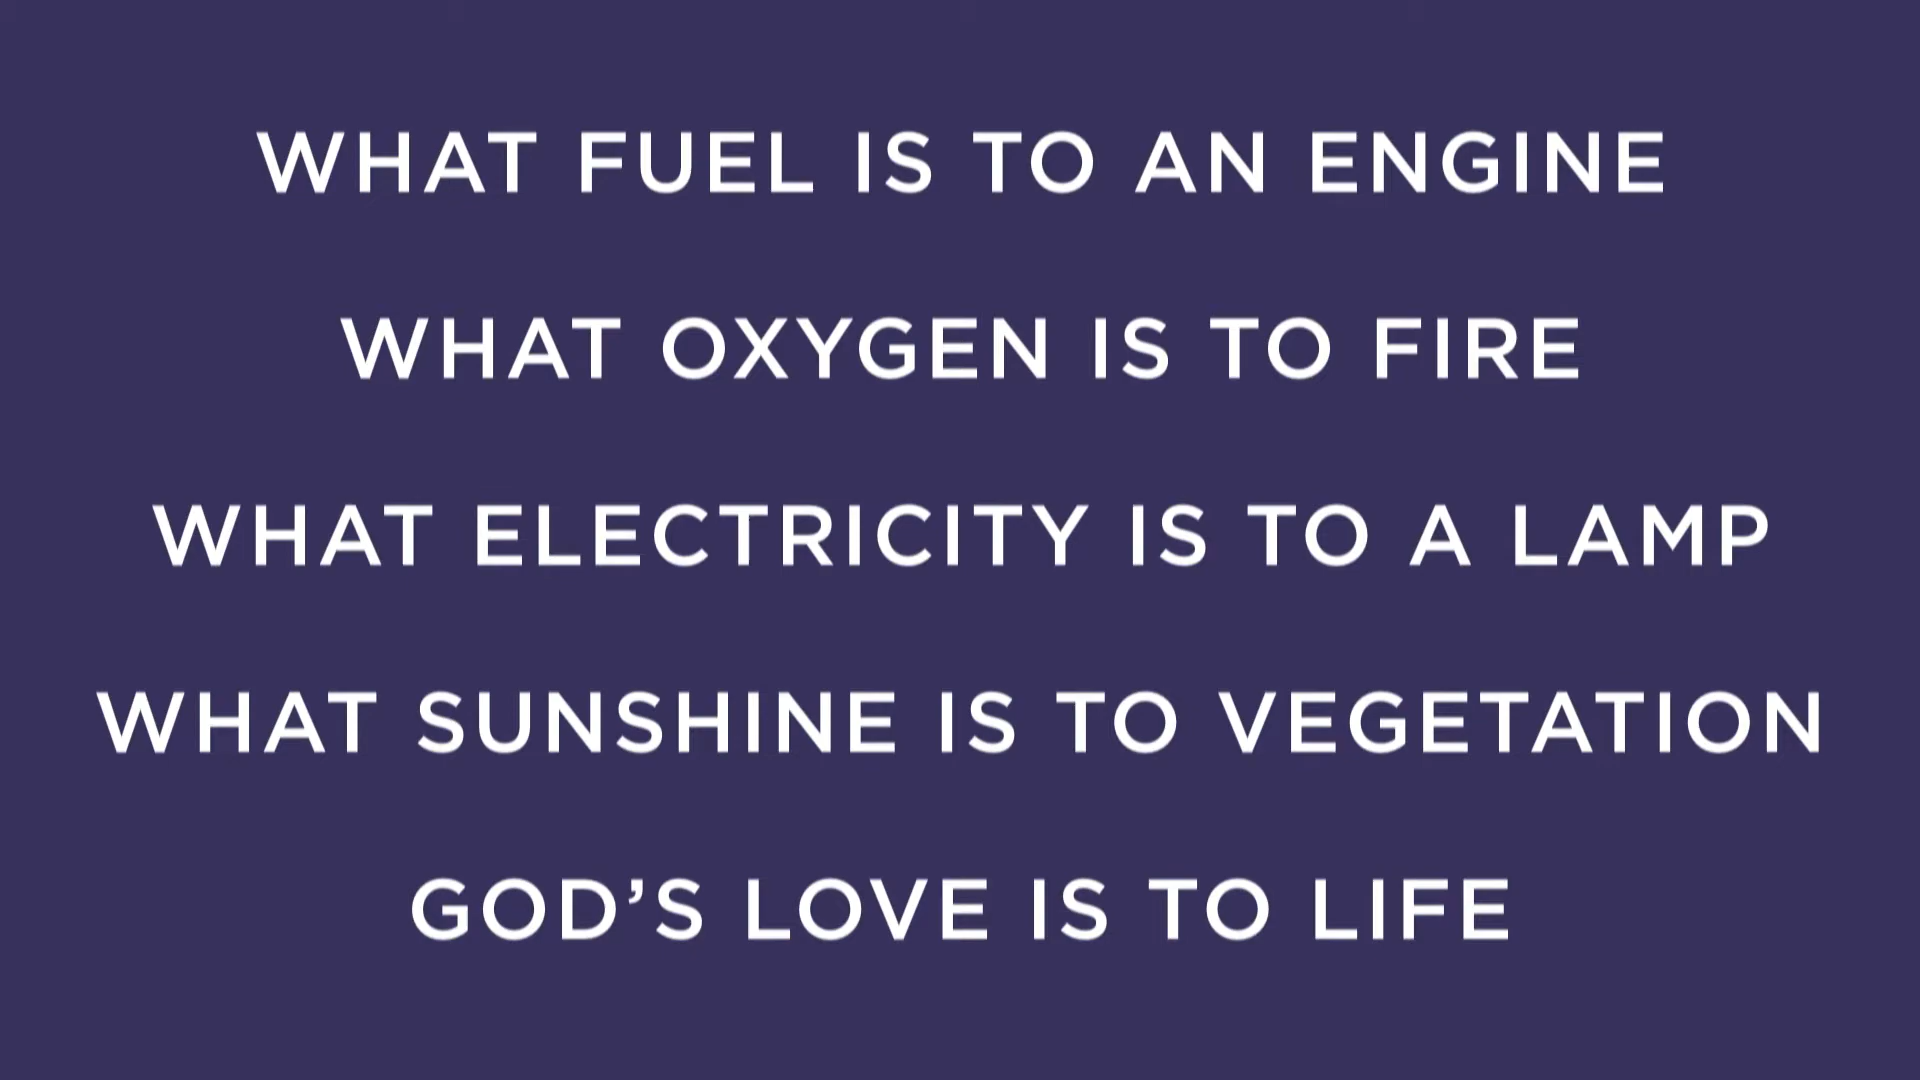 WHAT FUEL IS TO AN ENGINE
WHAT OXYGEN IS TO FIRE
WHAT ELECTRICITY IS TO A LAMP
WHAT SUNSHINE IS TO VEGETATION
GOD’S LOVE IS TO LIFE